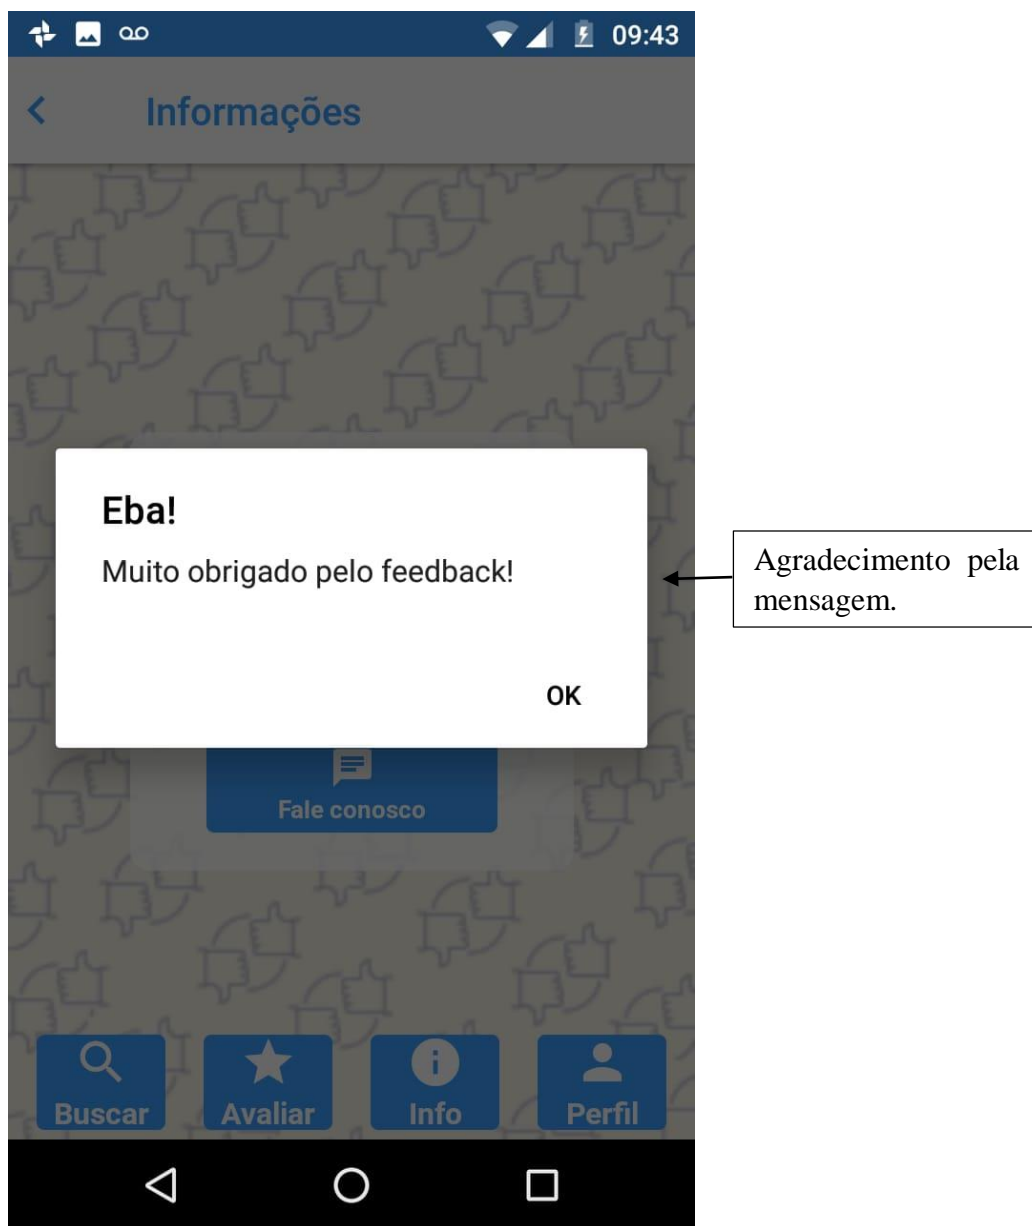 09:43
Informações
Eba!
Muito obrigado pelo feedback!
OK
Agradecimento pela
mensagem.
Fale conosco
Buscar Avaliar Info Perfil